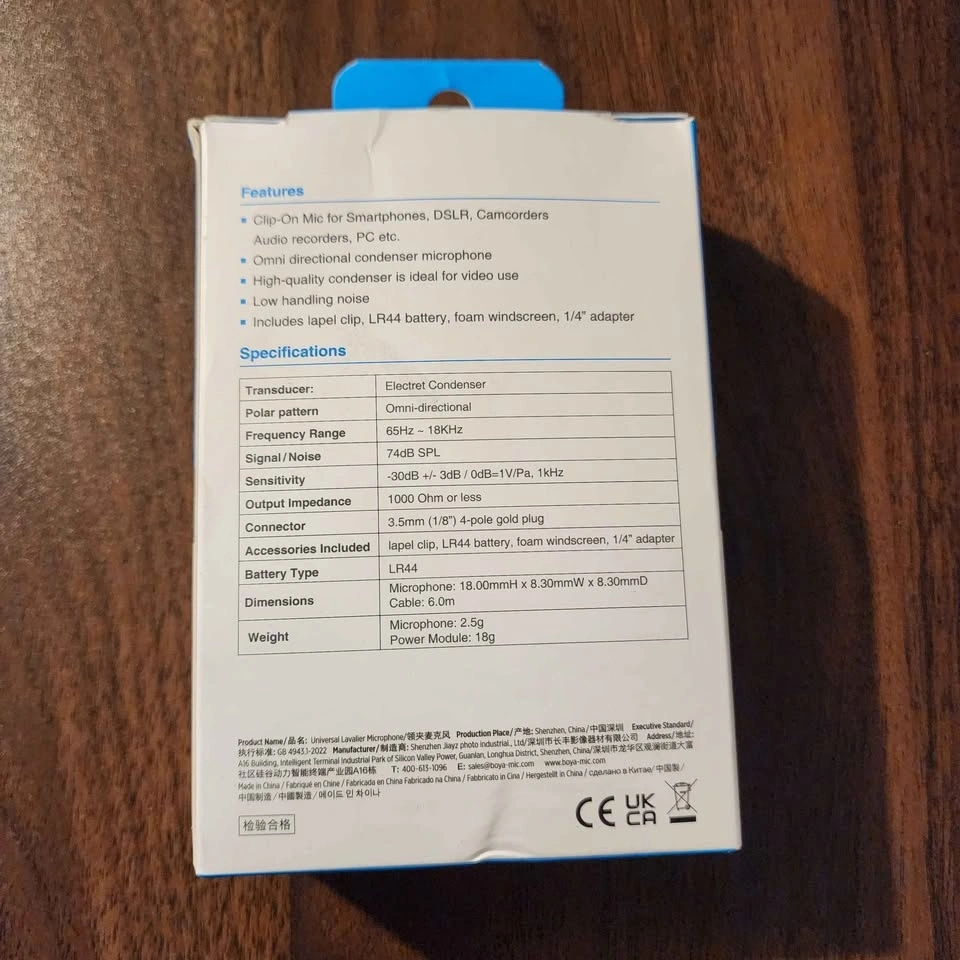 Features
Clip-On Mic for Smartphones, DSLR, Camcorders
Audio recorders, PC etc.
Omni directional condenser microphone
High-quality condenser is ideal for video use
Low handling noise
Includes lapel clip, LR44 battery, foam windscreen, 1/4” adapter
Specifications
Transducer: Electret Condenser
Polar pattern Omni-directional
Frequency Range 65Hz ~ 18KHz
Signal/Noise 74dB SPL
Sensitivity -30dB +/- 3dB / 0dB=1V/Pa, 1kHz
Output Impedance 1000 Ohm or less
Connector 3.5mm (1/8”) 4-pole gold plug
Accessories Included lapel clip, LR44 battery, foam windscreen, 1/4” adapter
Battery Type LR44
Dimensions Microphone: 18.00mmH x 8.30mmW x 8.30mmD
Cable: 6.0m
Weight Microphone: 2.5g
Power Module: 18g
Product Name/品名: Universal Lavalier Microphone/领夹麦克风 Production Place/产地: Shenzhen, China/中国深圳 Executive Standard/
执行标准: GB 4943.1-2022 Manufacturer/制造商: Shenzhen Jiayz photo industrial., Ltd/深圳市长丰影像器材有限公司 Address/地址:
A16 Building, Intelligent Terminal Industrial Park of Silicon Valley Power, Guanlan, Longhua District, Shenzhen, China/深圳市龙华区观澜街道大富
社区硅谷动力智能终端产业园A16栋 T: 400-613-1096 E: sales@boya-mic.com www.boya-mic.com
Made in China / Fabriqué en Chine / Fabricada en China Fabricado na China / Fabbricato in Cina / Hergestellt in China / сделано в Китае/ 中国製/
中国制造 / 中國製造 / 메이드 인 차이나
检验合格
CE UK
CA